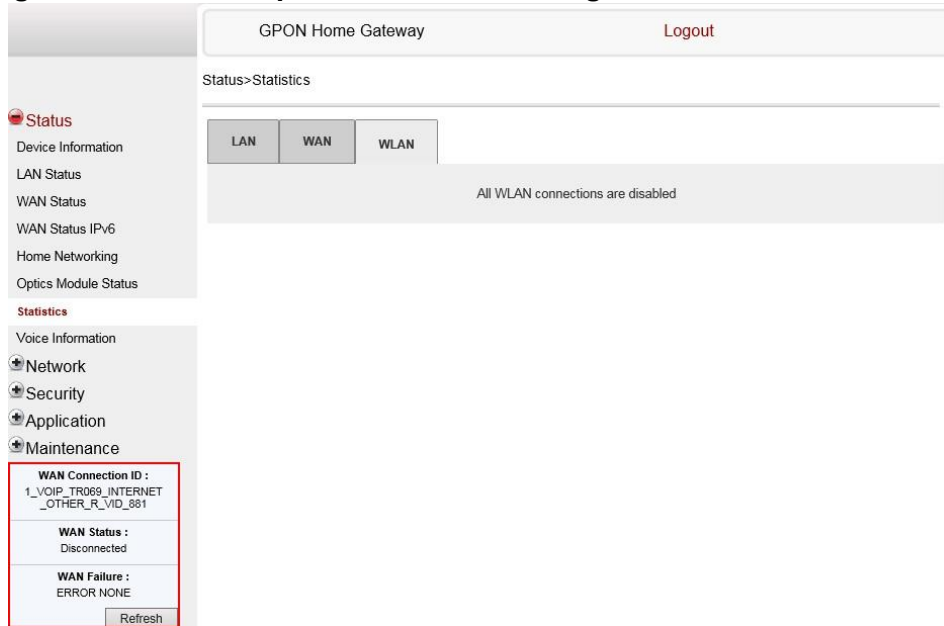 GPON Home Gateway
Logout
Status>Statistics
Status
Device Information
LAN Status
WAN Status
WAN Status IPv6
Home Networking
Optics Module Status
Statistics
Voice Information
Network
Security
Application
Maintenance
LAN
WAN
WLAN
All WLAN connections are disabled
WAN Connection ID :
1_VOIP_TR069_INTERNET
_OTHER_R_VID_881
WAN Status :
Disconnected
WAN Failure :
ERROR NONE
Refresh